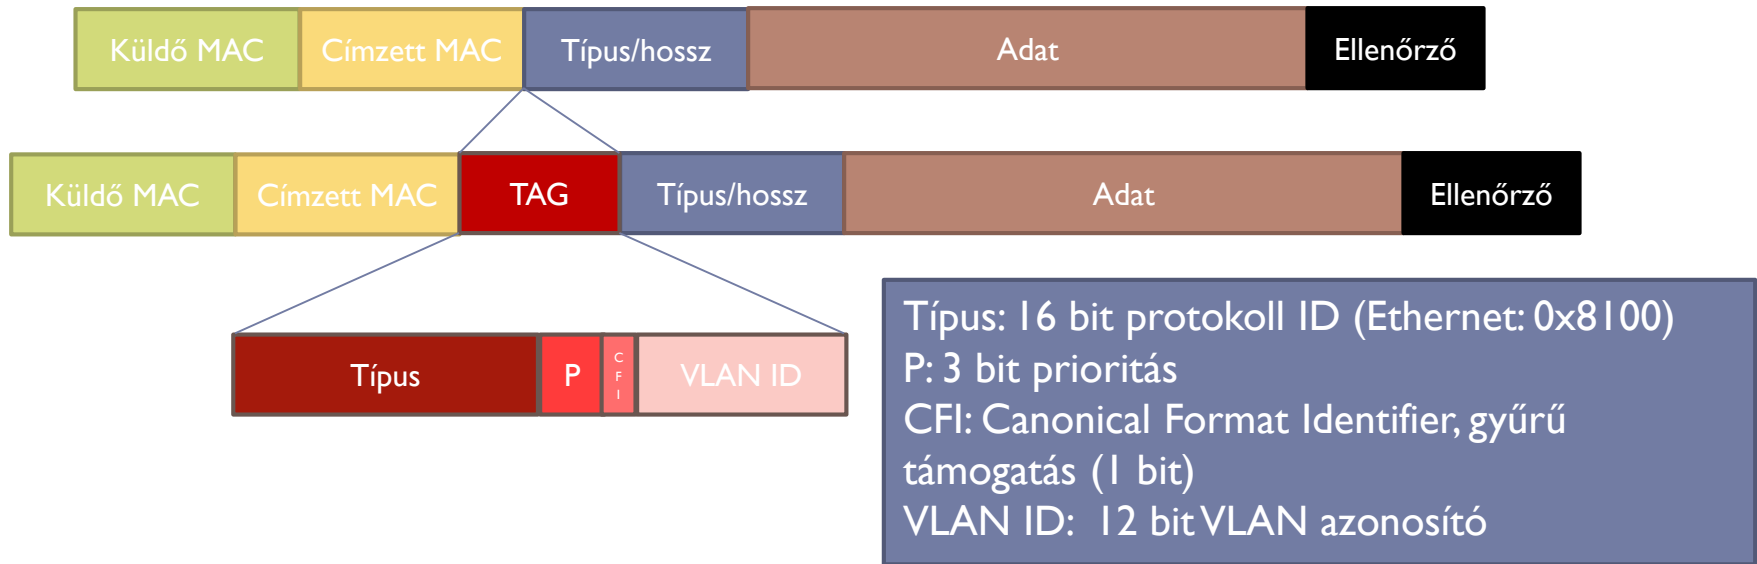 Küldő MAC Címzett MAC Típus/hossz Adat Ellenőrző
Küldő MAC Címzett MAC TAG Típus/hossz Adat Ellenőrző
Típus P CFI VLAN ID
Típus: 16 bit protokoll ID (Ethernet: 0x8100)
P: 3 bit prioritás
CFI: Canonical Format Identifier, gyűrű
támogatás (1 bit)
VLAN ID: 12 bit VLAN azonosító